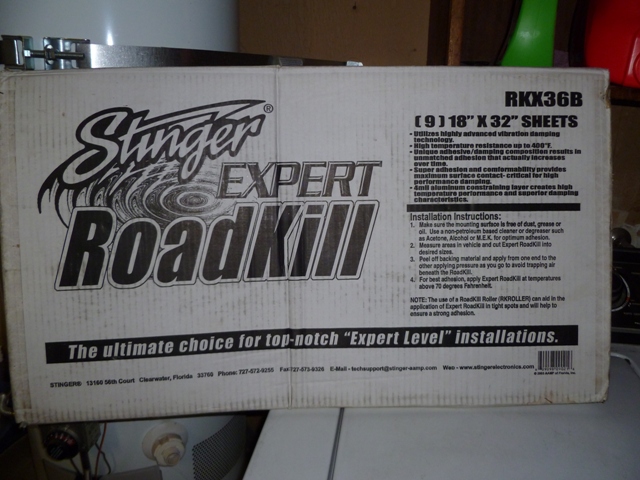 Stinger®
EXPERT
RoadKill
RKX36B
(9) 18" X 32" SHEETS
• Utilizes highly advanced vibration damping
technology.
• High temperature resistance up to 400°F.
• Unique adhesive/damping composition results in
unmatched adhesion that actually increases
over time.
• Super adhesion and conformability provides
maximum surface contact- critical for high
performance damping.
• 4mil aluminum constraining layer creates high
temperature performance and superior damping
characteristics.
Installation Instructions:
1. Make sure the mounting surface is free of dust, grease or
oil. Use a non-petroleum based cleaner or degreaser such
as Acetone, Alcohol or M.E.K. for optimum adhesion.
2. Measure areas in vehicle and cut Expert RoadKill into
desired sizes.
3. Peel off backing material and apply from one end to the
other applying pressure as you go to avoid trapping air
beneath the RoadKill.
4. For best adhesion, apply Expert RoadKill at temperatures
above 70 degrees Fahrenheit.
NOTE: The use of a RoadKill Roller (RKROLLER) can aid in the
application of Expert RoadKill in tight spots and will help to
ensure a strong adhesion.
The ultimate choice for top-notch "Expert Level" installations.
STINGER® 13160 56th Court Clearwater, Florida 33760 Phone: 727-572-9255 Fax 727-573-9326 E-Mail - techsupport@stinger-aamp.com Web - www.stingerelectronics.com